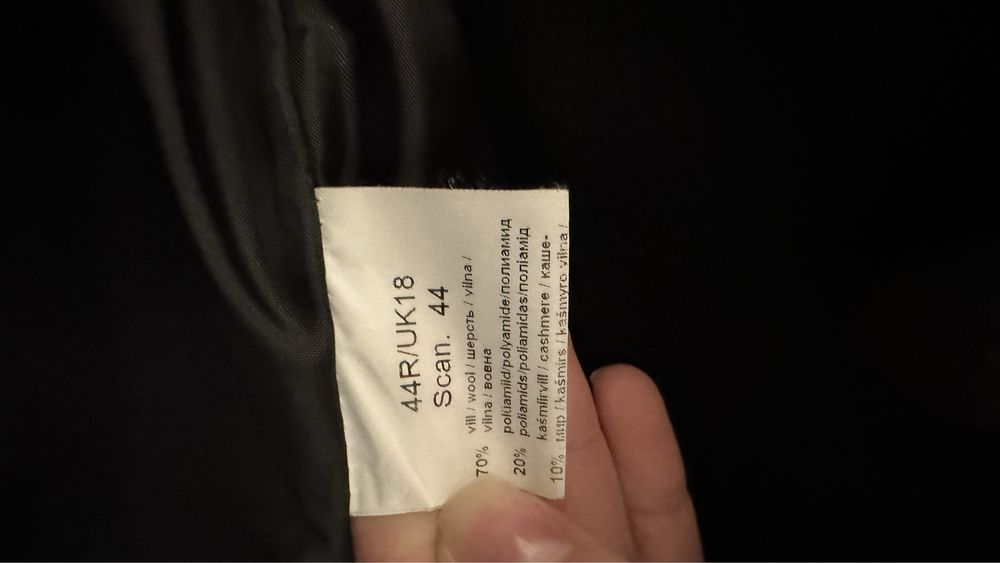 44R/UK18
Scan. 44
70% vill / wool / шерсть / vilna /
vilna / вовна
polüamiid/polyamide/полиамид
20% poliamīds/poliamidas/поліамід
kašmiirvill / cashmere / каше-
10% мир / kašmirs / kašmyro vilna /